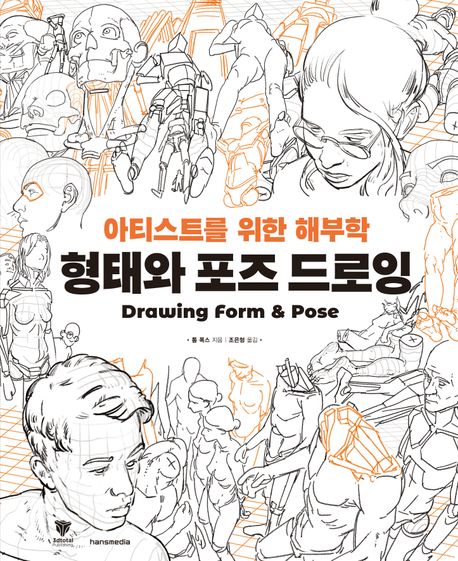 아티스트를 위한 해부학
형태와 포즈 드로잉
Drawing Form & Pose
• 톰 폭스 지음 | 조은형 옮김 •
3dtotal Publishing
hansmedia